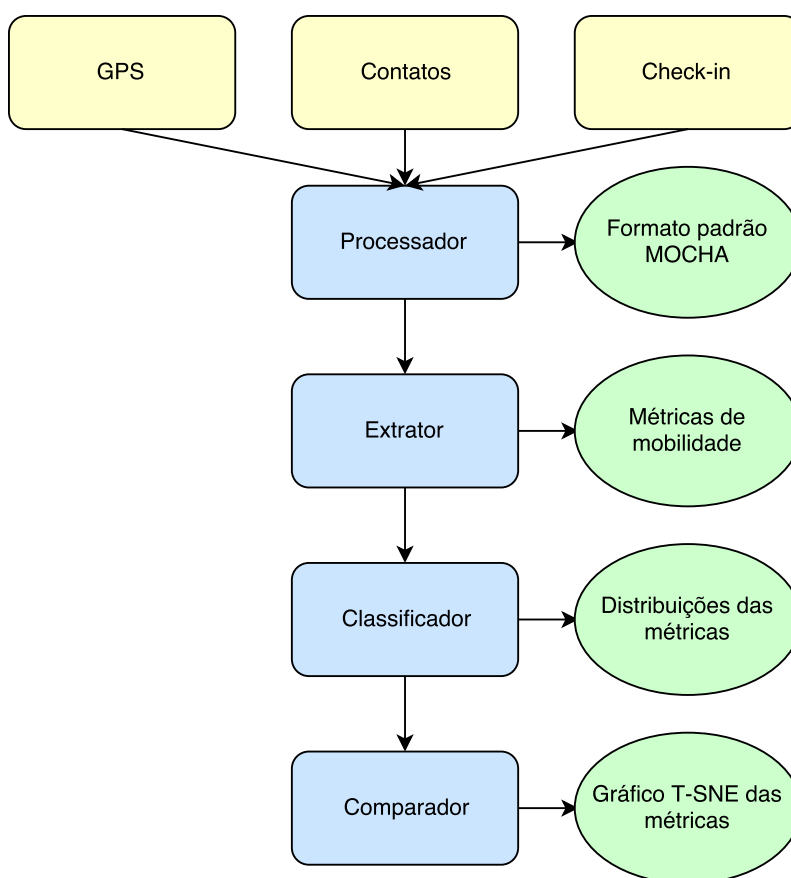 GPS
Contatos
Check-in
Processador
Formato padrão
MOCHA
Extrator
Métricas de
mobilidade
Classificador
Distribuições das
métricas
Comparador
Gráfico T-SNE das
métricas